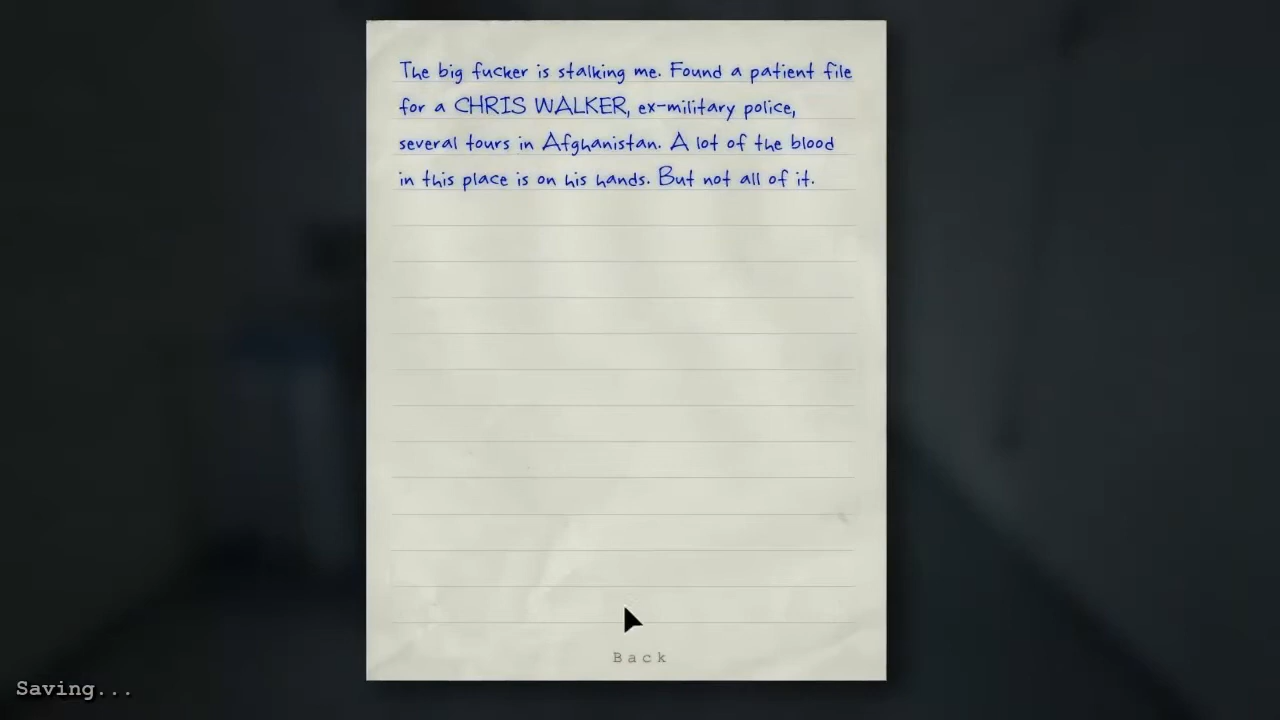 The big fucker is stalking me. Found a patient file
for a CHRIS WALKER, ex-military police,
several tours in Afghanistan. A lot of the blood
in this place is on his hands. But not all of it.
Back
Saving...